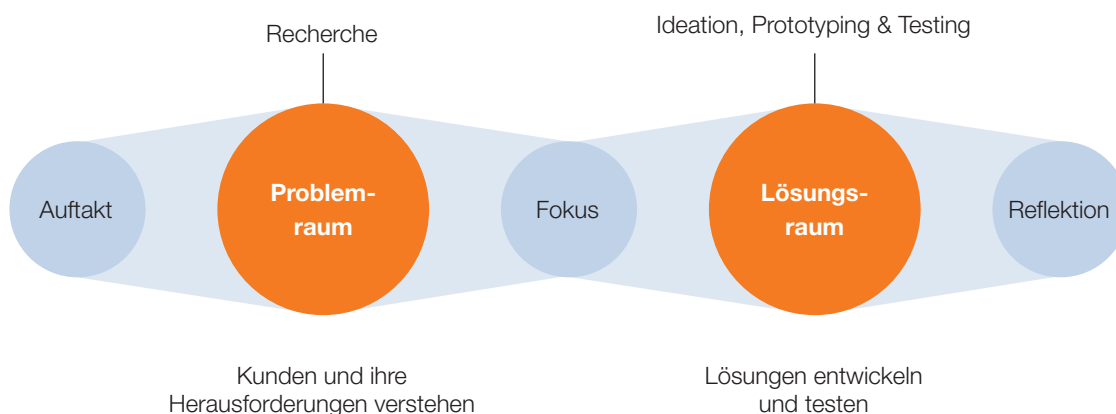 Recherche
Ideation, Prototyping & Testing
Auftakt
Problem-
raum
Fokus
Lösungs-
raum
Reflektion
Kunden und ihre
Herausforderungen verstehen
Lösungen entwickeln
und testen